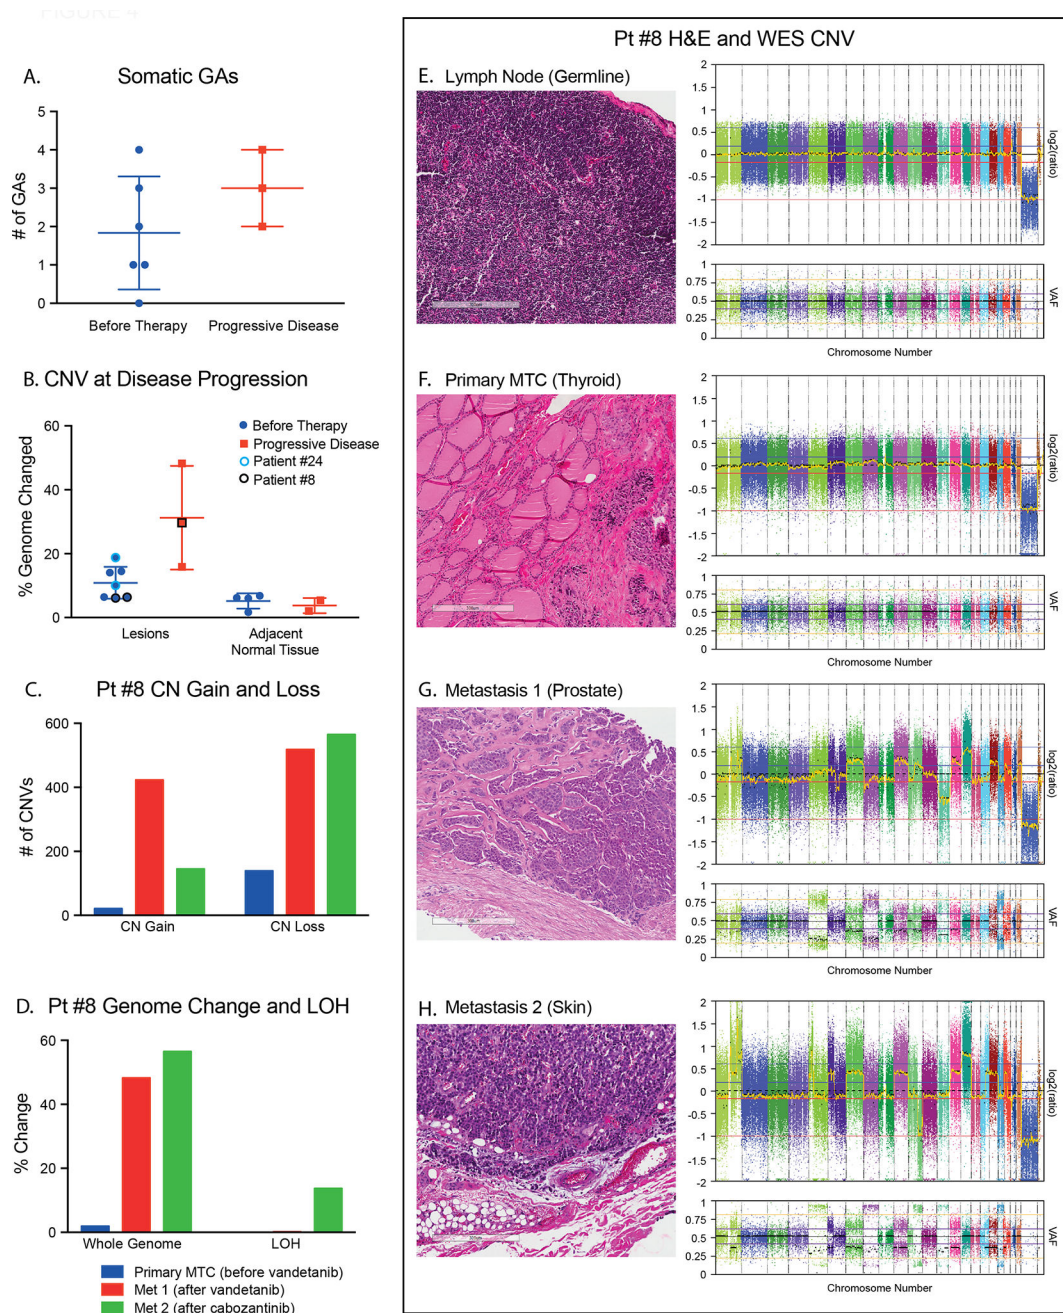 FIGURE 4
A. Somatic GAs
# of GAs
5
4
3
2
1
0
Before Therapy
Progressive Disease
B. CNV at Disease Progression
% Genome Changed
60
40
20
0
Before Therapy
Progressive Disease
Patient #24
Patient #8
Lesions
Adjacent
Normal Tissue
C. Pt #8 CN Gain and Loss
# of CNVs
600
400
200
0
CN Gain
CN Loss
D. Pt #8 Genome Change and LOH
% Change
60
40
20
0
Whole Genome
LOH
Primary MTC (before vandetanib)
Met 1 (after vandetanib)
Met 2 (after cabozantinib)
Pt #8 H&E and WES CNV
E. Lymph Node (Germline)
2
1.5
1
0.5
0
-0.5
-1
-1.5
-2
log2(ratio)
1
0.75
0.5
0.25
0
VAF
Chromosome Number
F. Primary MTC (Thyroid)
2
1.5
1
0.5
0
-0.5
-1
-1.5
-2
log2(ratio)
1
0.75
0.5
0.25
0
VAF
Chromosome Number
G. Metastasis 1 (Prostate)
2
1.5
1
0.5
0
-0.5
-1
-1.5
-2
log2(ratio)
1
0.75
0.5
0.25
0
VAF
Chromosome Number
H. Metastasis 2 (Skin)
2
1.5
1
0.5
0
-0.5
-1
-1.5
-2
log2(ratio)
1
0.75
0.5
0.25
0
VAF
Chromosome Number